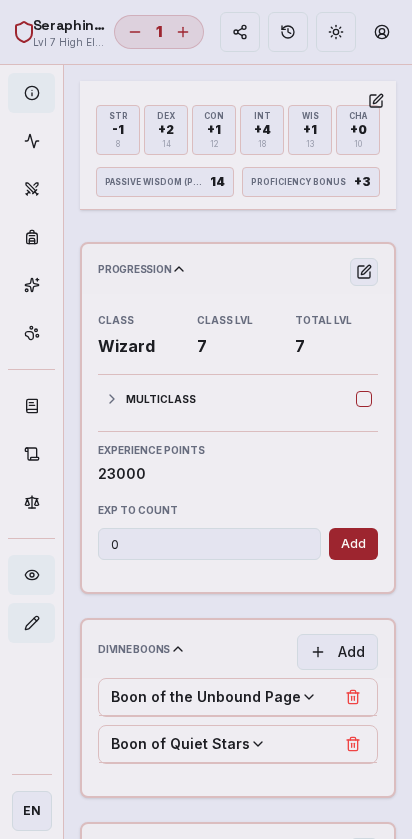 Seraphin...
Lvl 7 High El...
1
STR DEX CON INT WIS CHA
-1 +2 +1 +4 +1 +0
8 14 12 18 13 10
PASSIVE WISDOM (P... 14 PROFICIENCY BONUS +3
PROGRESSION
CLASS CLASS LVL TOTAL LVL
Wizard 7 7
MULTICLASS
EXPERIENCE POINTS
23000
EXP TO COUNT
0 Add
DIVINE BOONS Add
Boon of the Unbound Page
Boon of Quiet Stars
EN